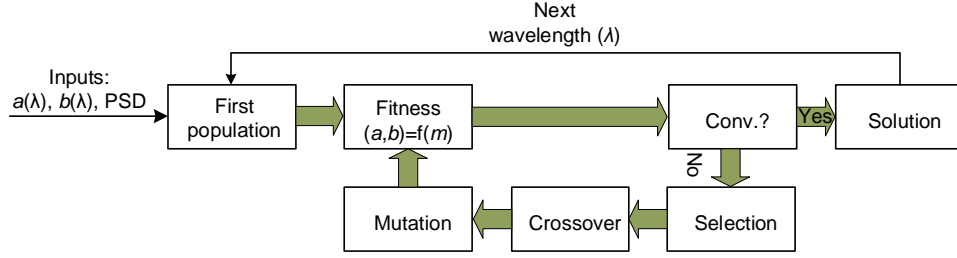 Next
wavelength (λ)
Inputs:
a(λ), b(λ), PSD
First
population
Fitness
(a,b)=f(m)
Conv.?
Yes
Solution
No
Mutation
Crossover
Selection